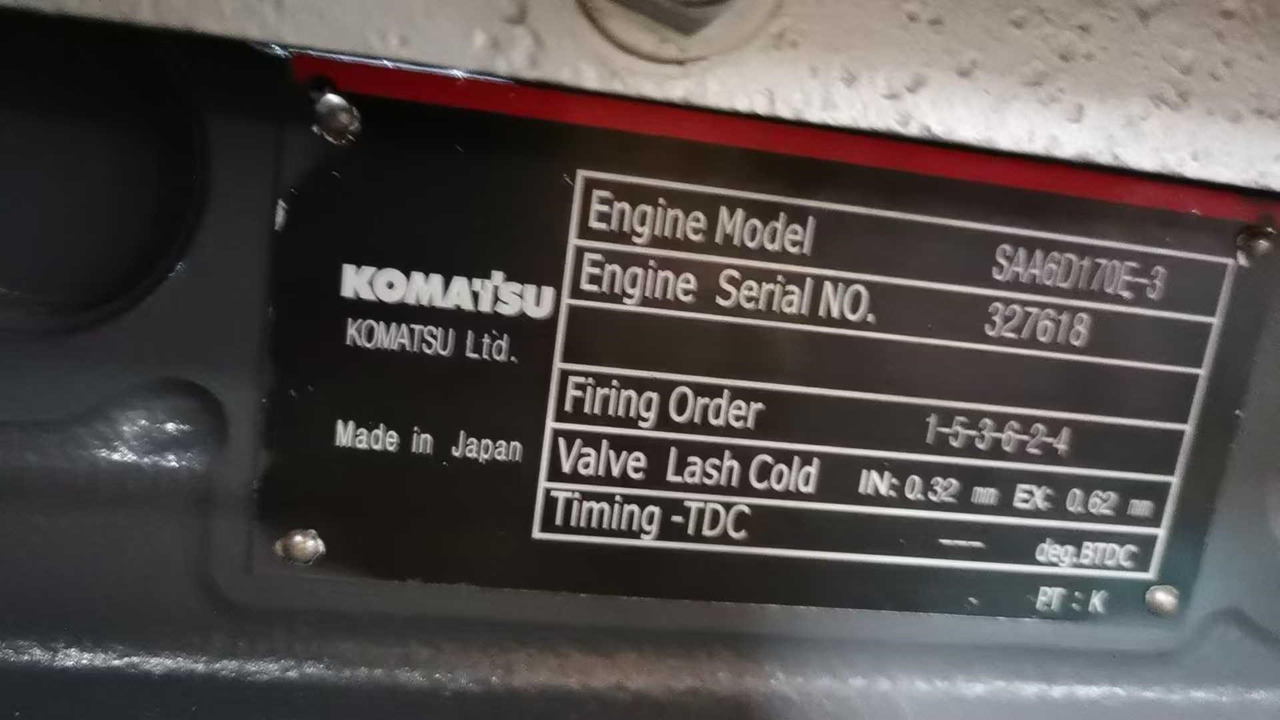 KOMATSU
KOMATSU Ltd.
Made in Japan
Engine Model SAA6D170E-3
Engine Serial NO. 327618
Firing Order 1-5-3-6-2-4
Valve Lash Cold IN: 0.32 mm EX: 0.62 mm
Timing -TDC --- deg.BTDC
PT : K